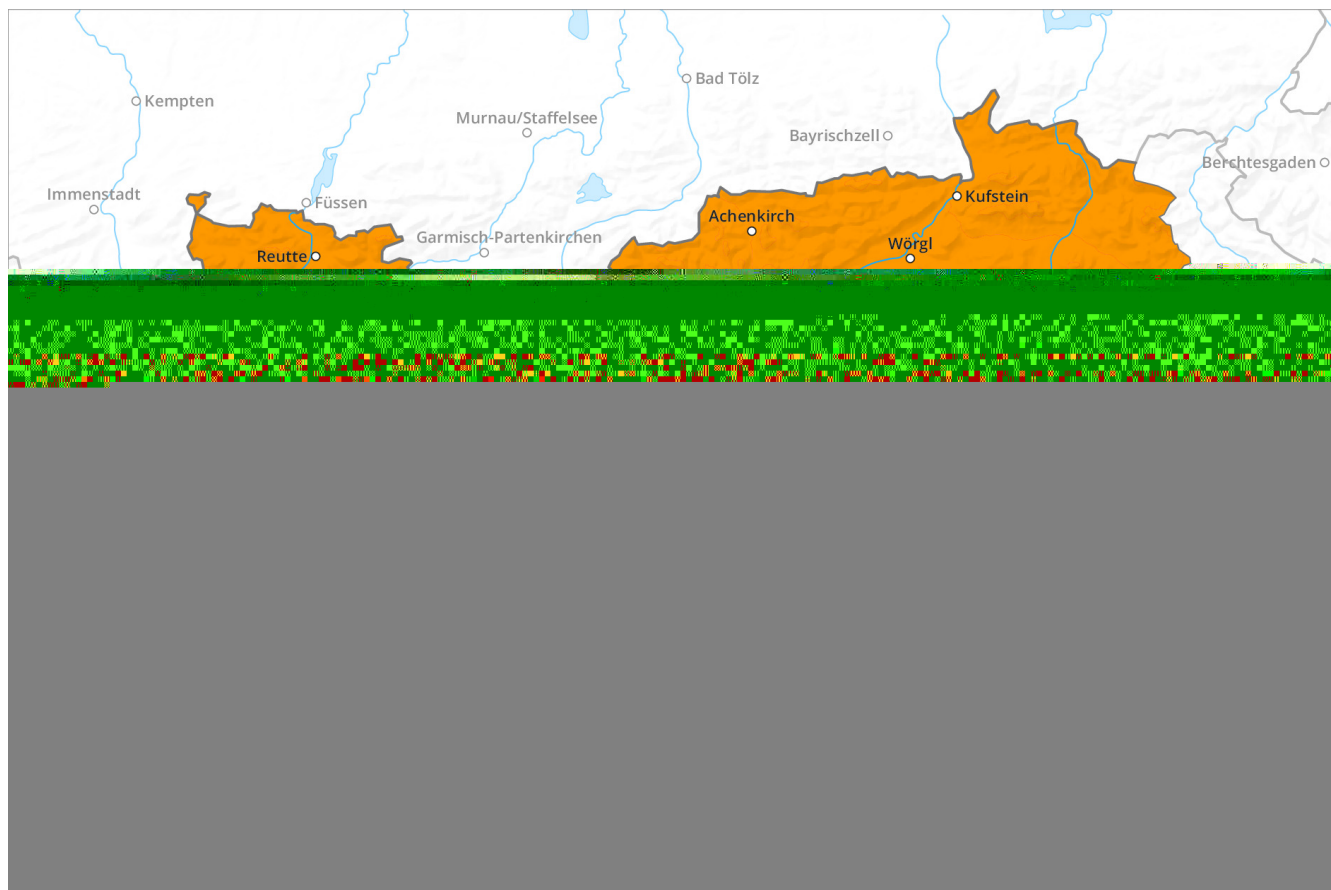 Bad Tölz
Kempten
Murnau/Staffelsee
Bayrischzell
Berchtesgaden
Immenstadt
Kufstein
Füssen
Achenkirch
Garmisch-Partenkirchen
Wörgl
Reutte